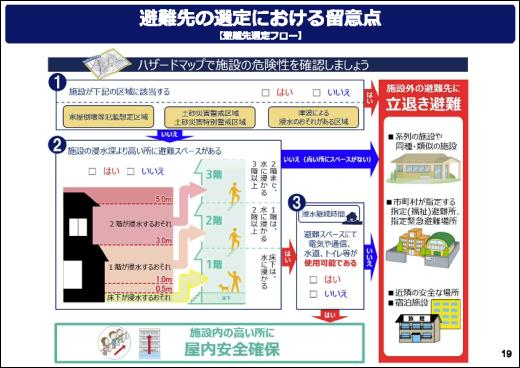 避難先の選定における留意点
【避難先選定フロー】
ハザードマップで施設の危険性を確認しましょう
1
施設が下記の区域に該当する
□ はい □ いいえ
家屋倒壊等氾濫想定区域
土砂災害警戒区域
土砂災害特別警戒区域
津波による
浸水のおそれがある区域
はい
いいえ
2
施設の浸水深より高い所に避難スペースがある
□ はい □ いいえ
いいえ(高い所にスペースがない)
5.0m
2階が浸水するおそれ
3.0m
1階が浸水するおそれ
1.0m
0.5m
床下が浸水するおそれ
3階
2階
1階
床下
2階まで、
水に浸かる
2階以上
1階は、
水に浸かる
2階以上
床下は、
水に浸かる
はい
3
浸水継続時間
避難スペースにて
電気や通信、
水道、トイレ等が
使用可能である
□ はい
□ いいえ
いいえ
はい
施設内の高い所に
屋内安全確保
施設外の避難先に
立退き避難
■系列の施設や
同種・類似の施設
■市町村が指定する
指定(福祉)避難所、
指定緊急避難場所
■近隣の安全な場所
■宿泊施設
旅館
19